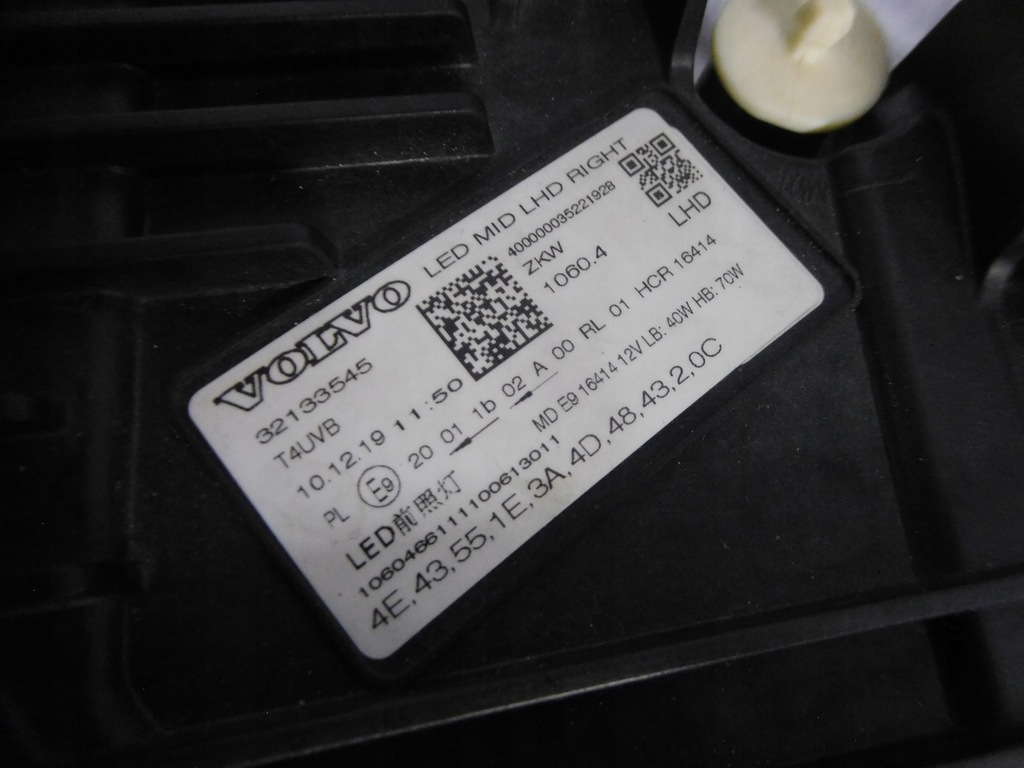 VOLVO LED MID LHD RIGHT
32133545 400000035221928
T4UVB ZKW
10.12.19 11:50 1060.4 LHD
PL E9 20 01 1b 02 A 00 RL 01 HCR 16414
LED前照灯 MD E9 16414 12V LB: 40W HB: 70W
10604661111100613011
4E,43,55,1E,3A,4D,48,43,2,0C